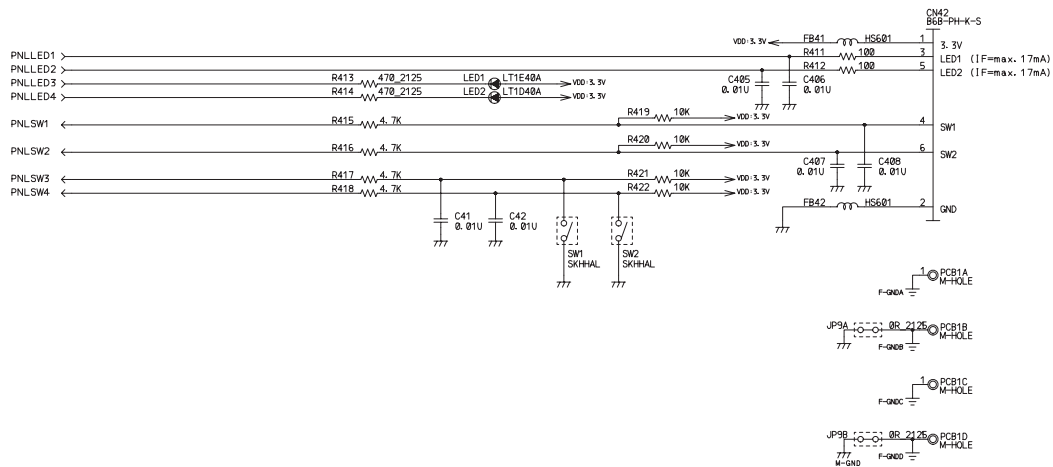 CN42
B6B-PH-K-S
VDD:3.3V FB41 HS601 1 3.3V
PNLLED1 R411 100 3 LED1 (IF=max.17mA)
PNLLED2 R412 100 5 LED2 (IF=max.17mA)
PNLLED3 R413 470_2125 LED1 LT1E40A VDD:3.3V C405 0.01U C406 0.01U
PNLLED4 R414 470_2125 LED2 LT1D40A VDD:3.3V
R419 10K VDD:3.3V
PNLSW1 R415 4.7K 4 SW1
R420 10K VDD:3.3V
PNLSW2 R416 4.7K 6 SW2
C407 0.01U C408 0.01U
PNLSW3 R417 4.7K R421 10K VDD:3.3V
PNLSW4 R418 4.7K R422 10K VDD:3.3V
FB42 HS601 2 GND
C41 0.01U C42 0.01U
SW1 SKHHAL SW2 SKHHAL
1 PCB1A
M-HOLE
F-GNDA
JP9A 0R_2125 PCB1B
M-HOLE
F-GNDB
1 PCB1C
M-HOLE
F-GNDC
JP9B 0R_2125 PCB1D
M-HOLE
M-GND F-GNDD